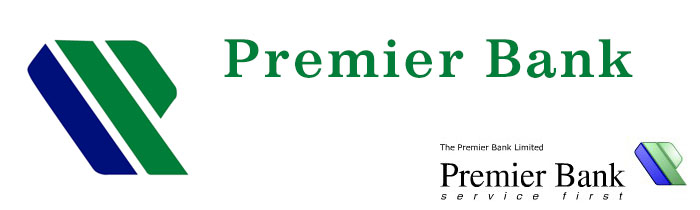 Premier Bank
The Premier Bank Limited
Premier Bank
service first